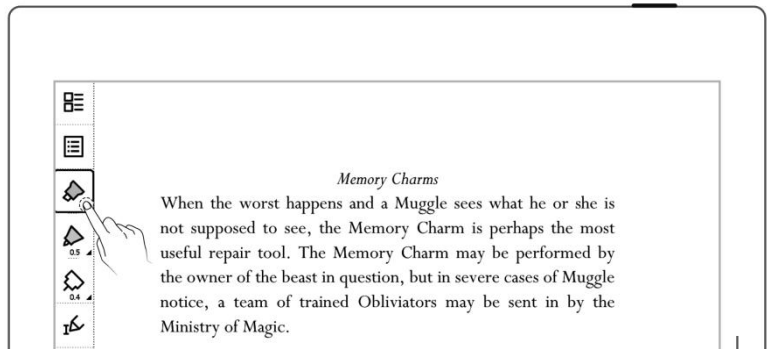 Memory Charms
When the worst happens and a Muggle sees what he or she is
not supposed to see, the Memory Charm is perhaps the most
useful repair tool. The Memory Charm may be performed by
the owner of the beast in question, but in severe cases of Muggle
notice, a team of trained Obliviators may be sent in by the
Ministry of Magic.
0.5
0.4